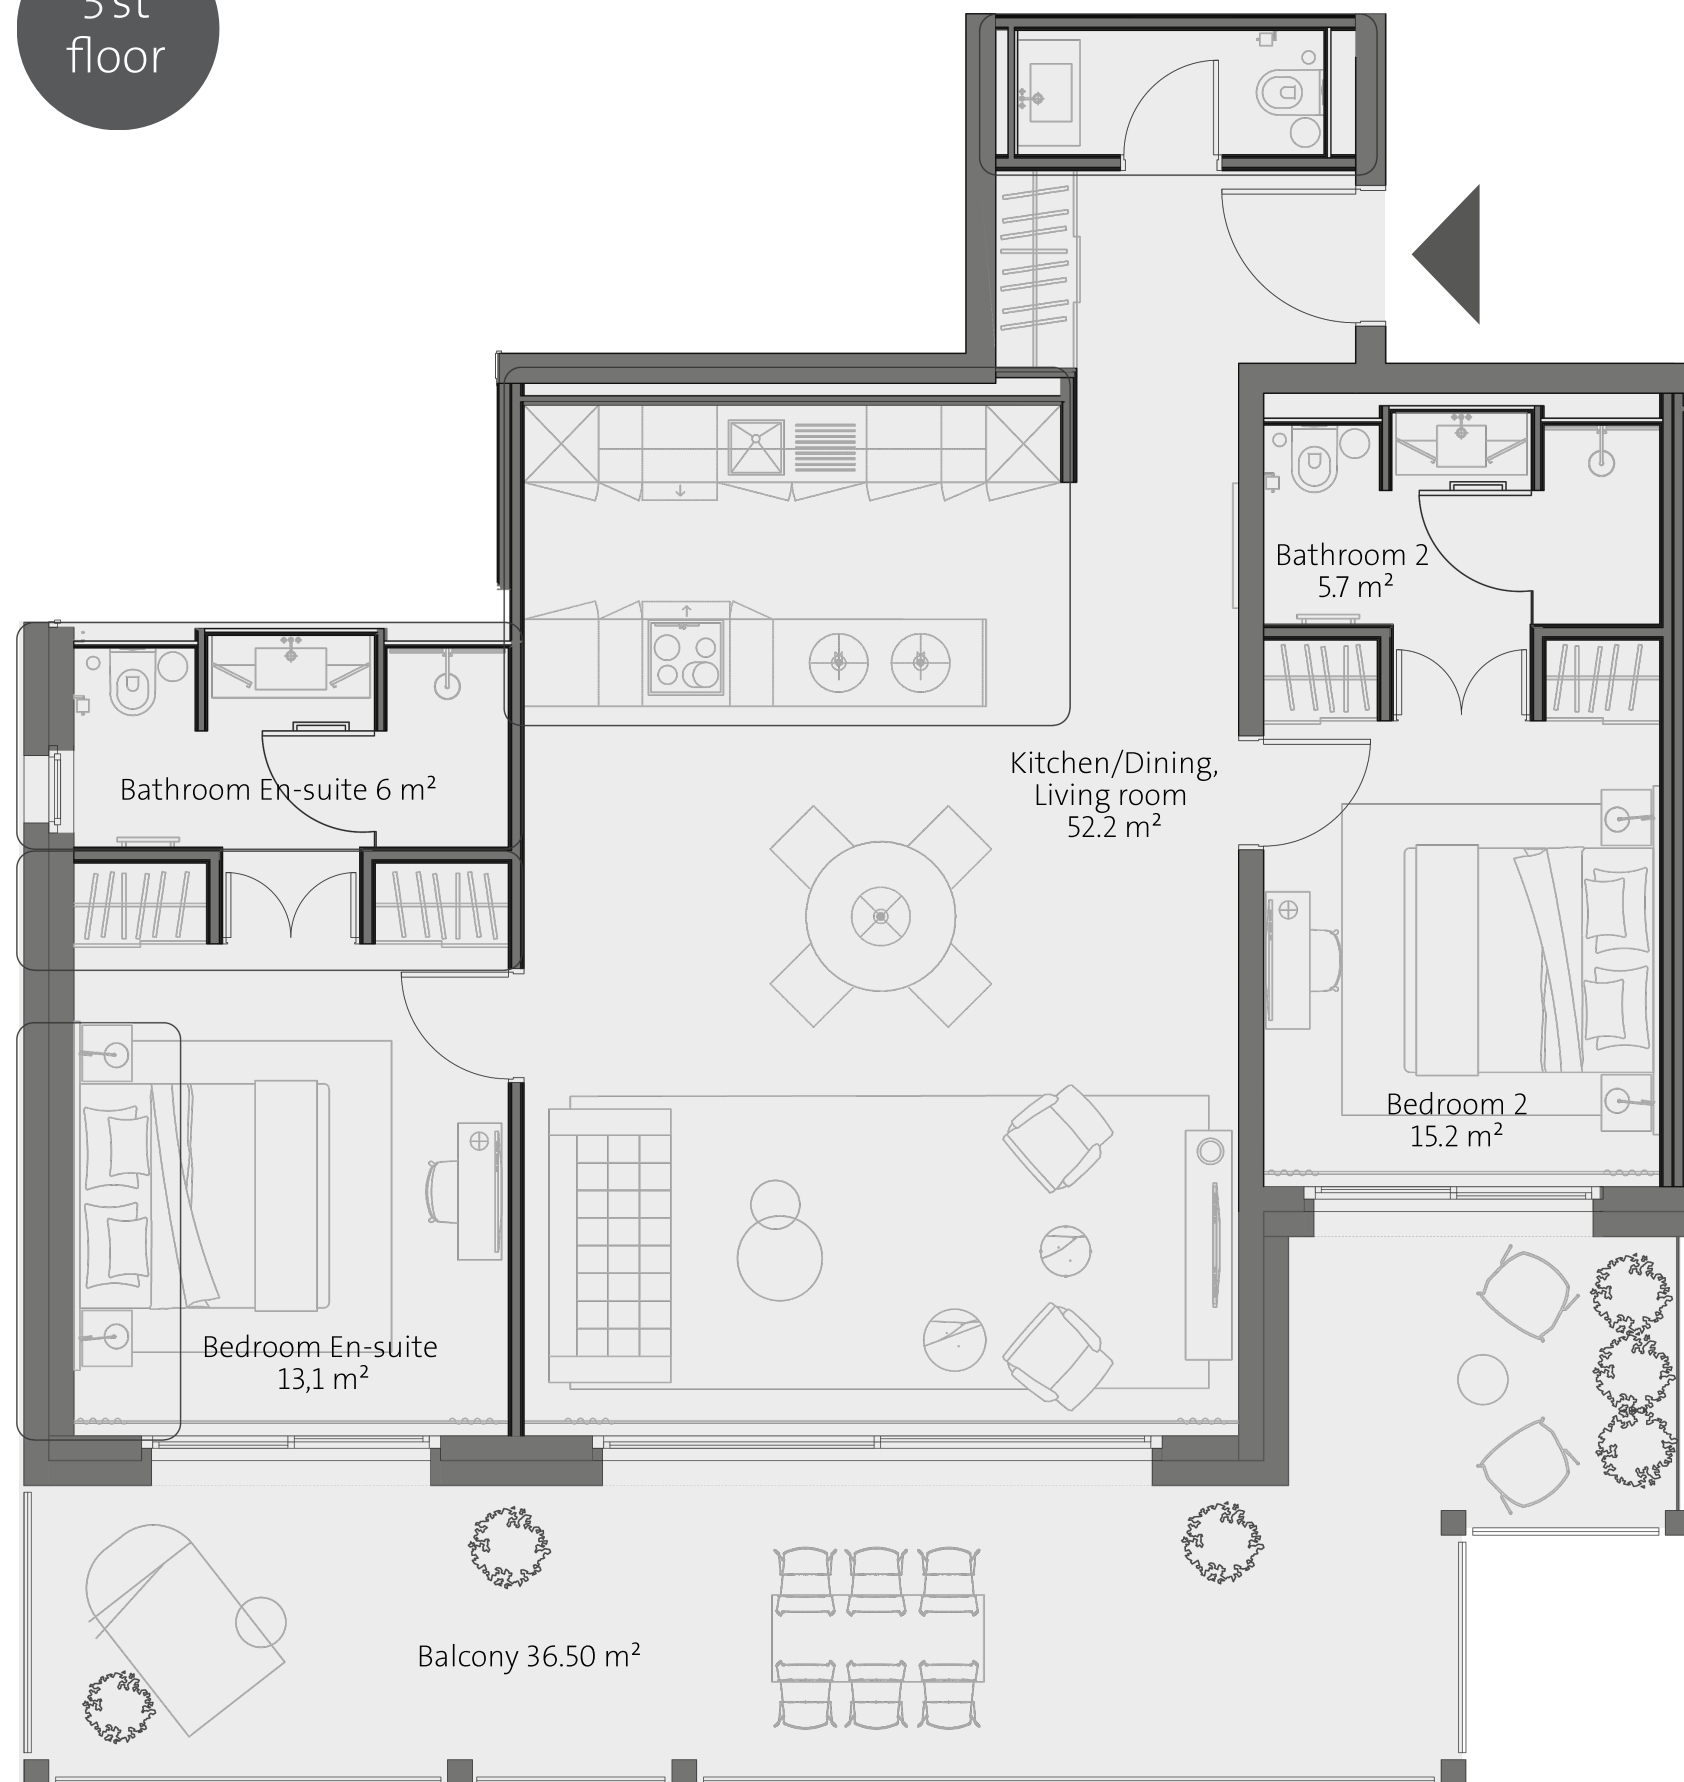 floor
Bathroom 2
5.7 m²
Kitchen/Dining,
Living room
52.2 m²
Bathroom En-suite 6 m²
Bedroom 2
15.2 m²
Bedroom En-suite
13,1 m²
Balcony 36.50 m²